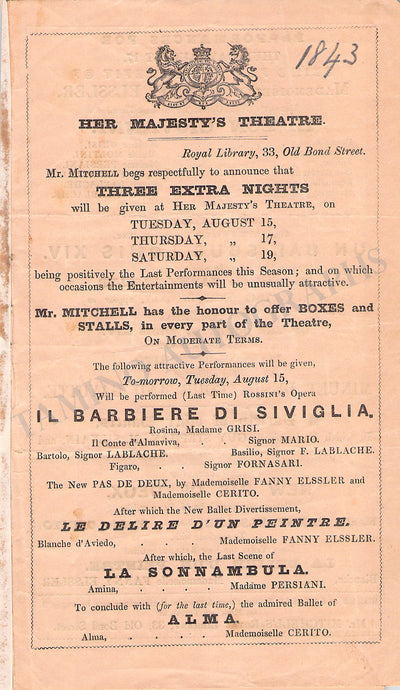 1843
HER MAJESTY'S THEATRE.
Royal Library, 33, Old Bond Street.
Mr. MITCHELL begs respectfully to announce that
THREE EXTRA NIGHTS
will be given at HER MAJESTY'S THEATRE, on
TUESDAY, AUGUST 15,
THURSDAY, „ 17,
SATURDAY, „ 19,
being positively the Last Performances this Season; and on which
occasions the Entertainments will be unusually attractive.
Mr. MITCHELL has the honour to offer BOXES and
STALLS, in every part of the Theatre,
ON MODERATE TERMS.
The following attractive Performances will be given,
To-morrow, Tuesday, August 15,
Will be performed (Last Time) ROSSINI'S Opera
IL BARBIERE DI SIVIGLIA.
Rosina, Madame GRISI.
Il Conte d'Almaviva, . . Signor MARIO.
Bartolo, Signor LABLACHE. Basilio, Signor F. LABLACHE.
Figaro, . . Signor FORNASARI.
The New PAS DE DEUX, by Mademoiselle FANNY ELSSLER and
Mademoiselle CERITO.
After which the New Ballet Divertissement,
LE DELIRE D'UN PEINTRE.
Blanche d'Aviedo, . . Mademoiselle FANNY ELSSLER.
After which, the Last Scene of
LA SONNAMBULA.
Amina, . . . . Madame PERSIANI.
To conclude with (for the last time,) the admired Ballet of
ALMA.
Alma, . . . . Mademoiselle CERITO.
TAMINO AUTOGRAPHS